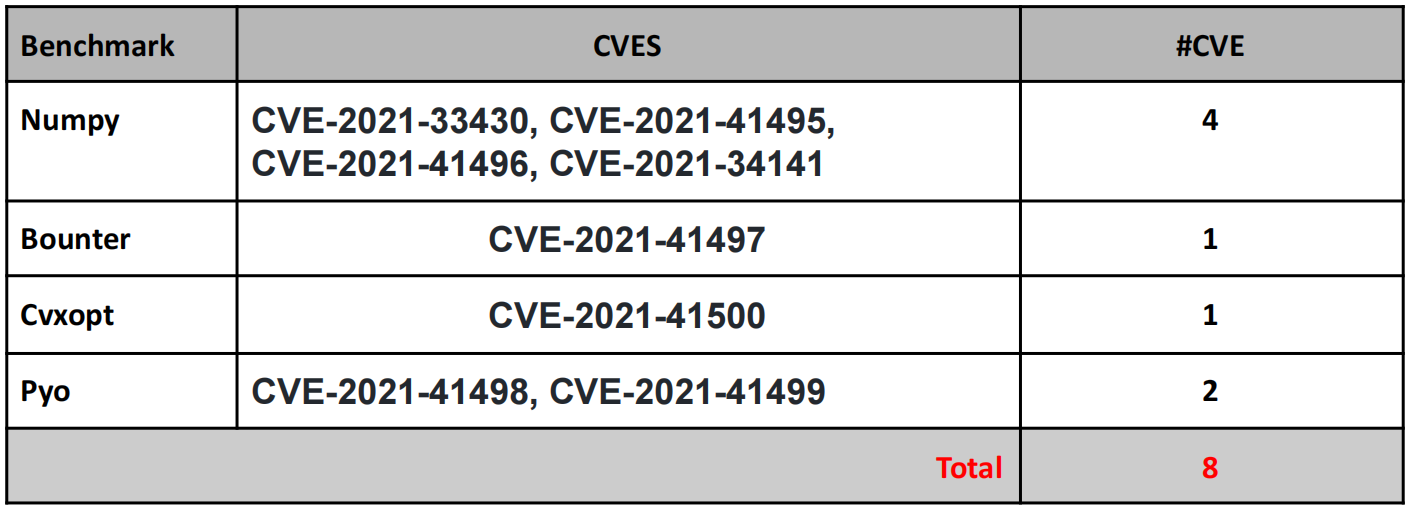 Benchmark CVES #CVE
Numpy CVE-2021-33430, CVE-2021-41495, 4
CVE-2021-41496, CVE-2021-34141
Bounter CVE-2021-41497 1
Cvxopt CVE-2021-41500 1
Pyo CVE-2021-41498, CVE-2021-41499 2
Total 8